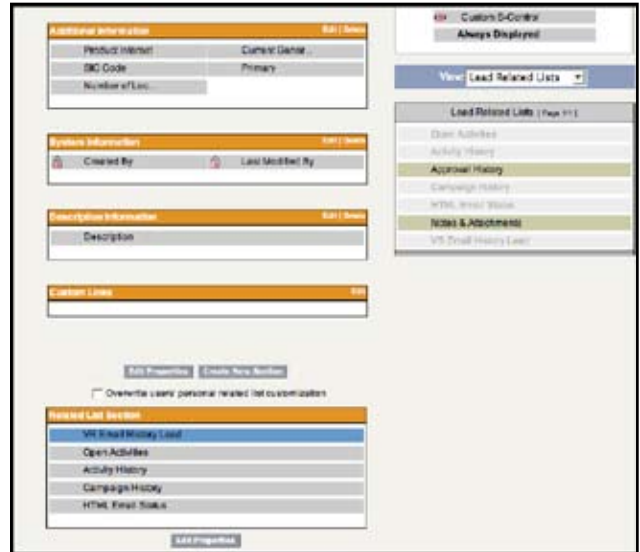 Additional Information Edit | Delete
Product Interest Current Gener...
SIC Code Primary
Number of Loc...
System Information Edit | Delete
Created By Last Modified By
Description Information Edit | Delete
Description
Custom Links Edit
Edit Properties Create New Section
Overwrite users' personal related list customization
Related List Section
VR Email History Lead
Open Activities
Activity History
Campaign History
HTML Email Status
Edit Properties
Custom S-Control
Always Displayed
View: Lead Related Lists
Lead Related Lists [ Page 1/1 ]
Open Activities
Activity History
Approval History
Campaign History
HTML Email Status
Notes & Attachments
VR Email History Lead